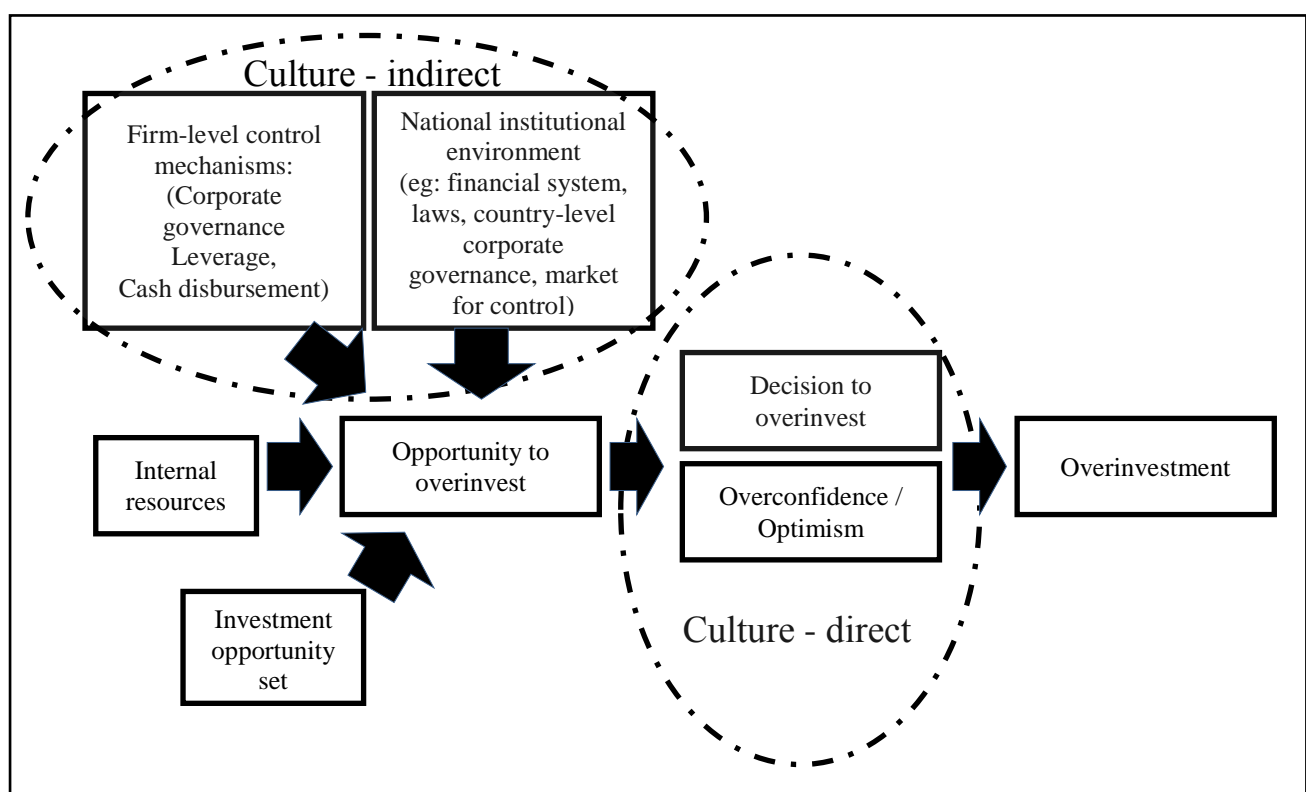 Culture - indirect
Firm-level control
mechanisms:
(Corporate
governance
Leverage,
Cash disbursement)
National institutional
environment
(eg: financial system,
laws, country-level
corporate
governance, market
for control)
Internal
resources
Opportunity to
overinvest
Decision to
overinvest
Overconfidence /
Optimism
Overinvestment
Investment
opportunity
set
Culture - direct